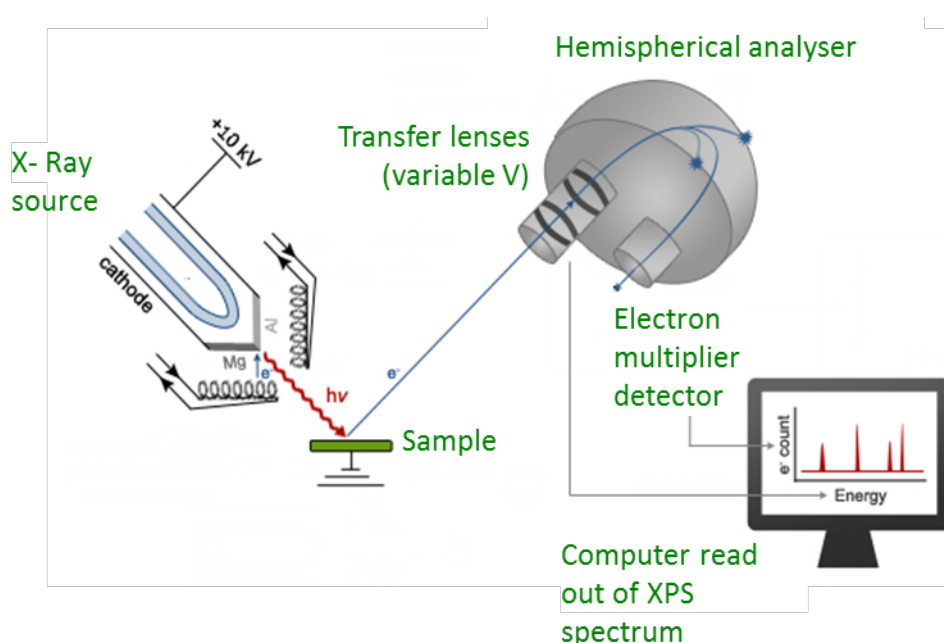 Hemispherical analyser
Transfer lenses
(variable V)
X- Ray
source
+10 kV
cathode
Al
Mg
e-
hv
e-
Sample
Electron
multiplier
detector
e- count
Energy
Computer read
out of XPS
spectrum